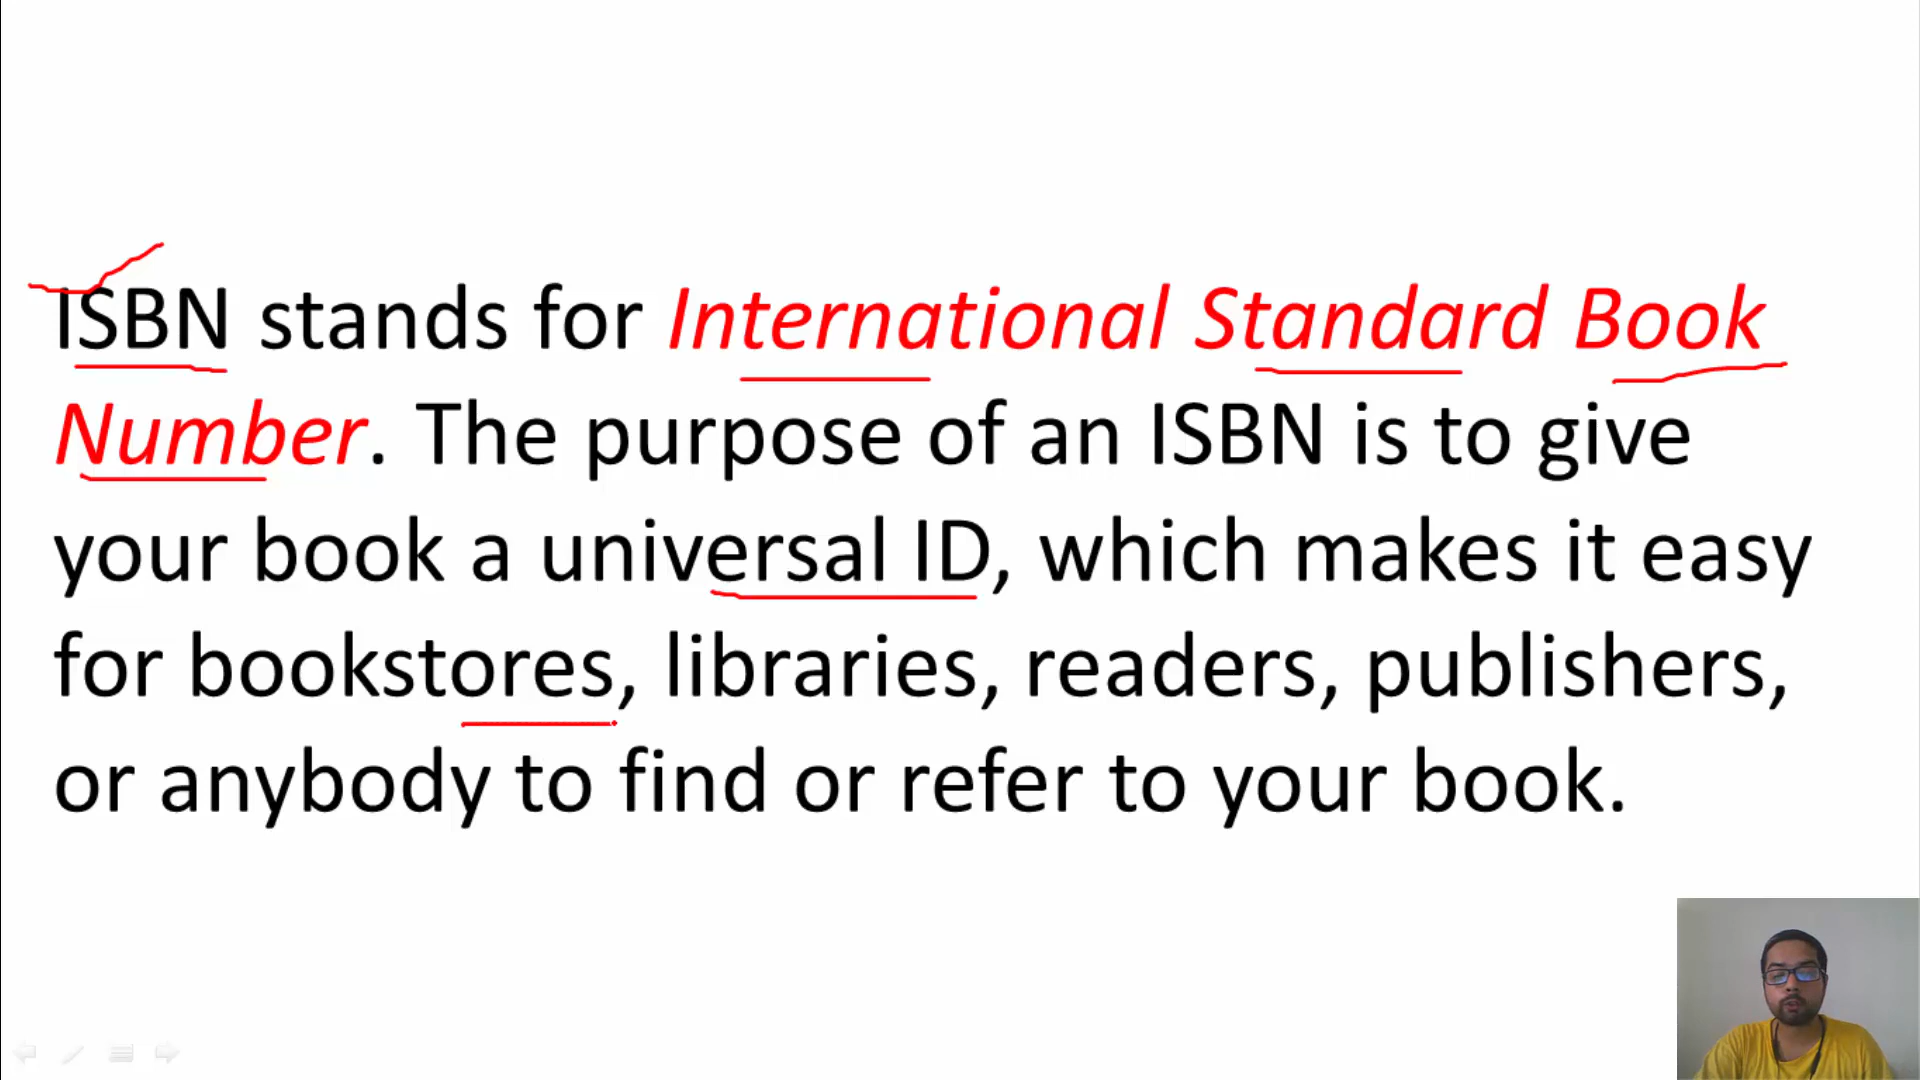 ISBN stands for International Standard Book
Number. The purpose of an ISBN is to give
your book a universal ID, which makes it easy
for bookstores, libraries, readers, publishers,
or anybody to find or refer to your book.